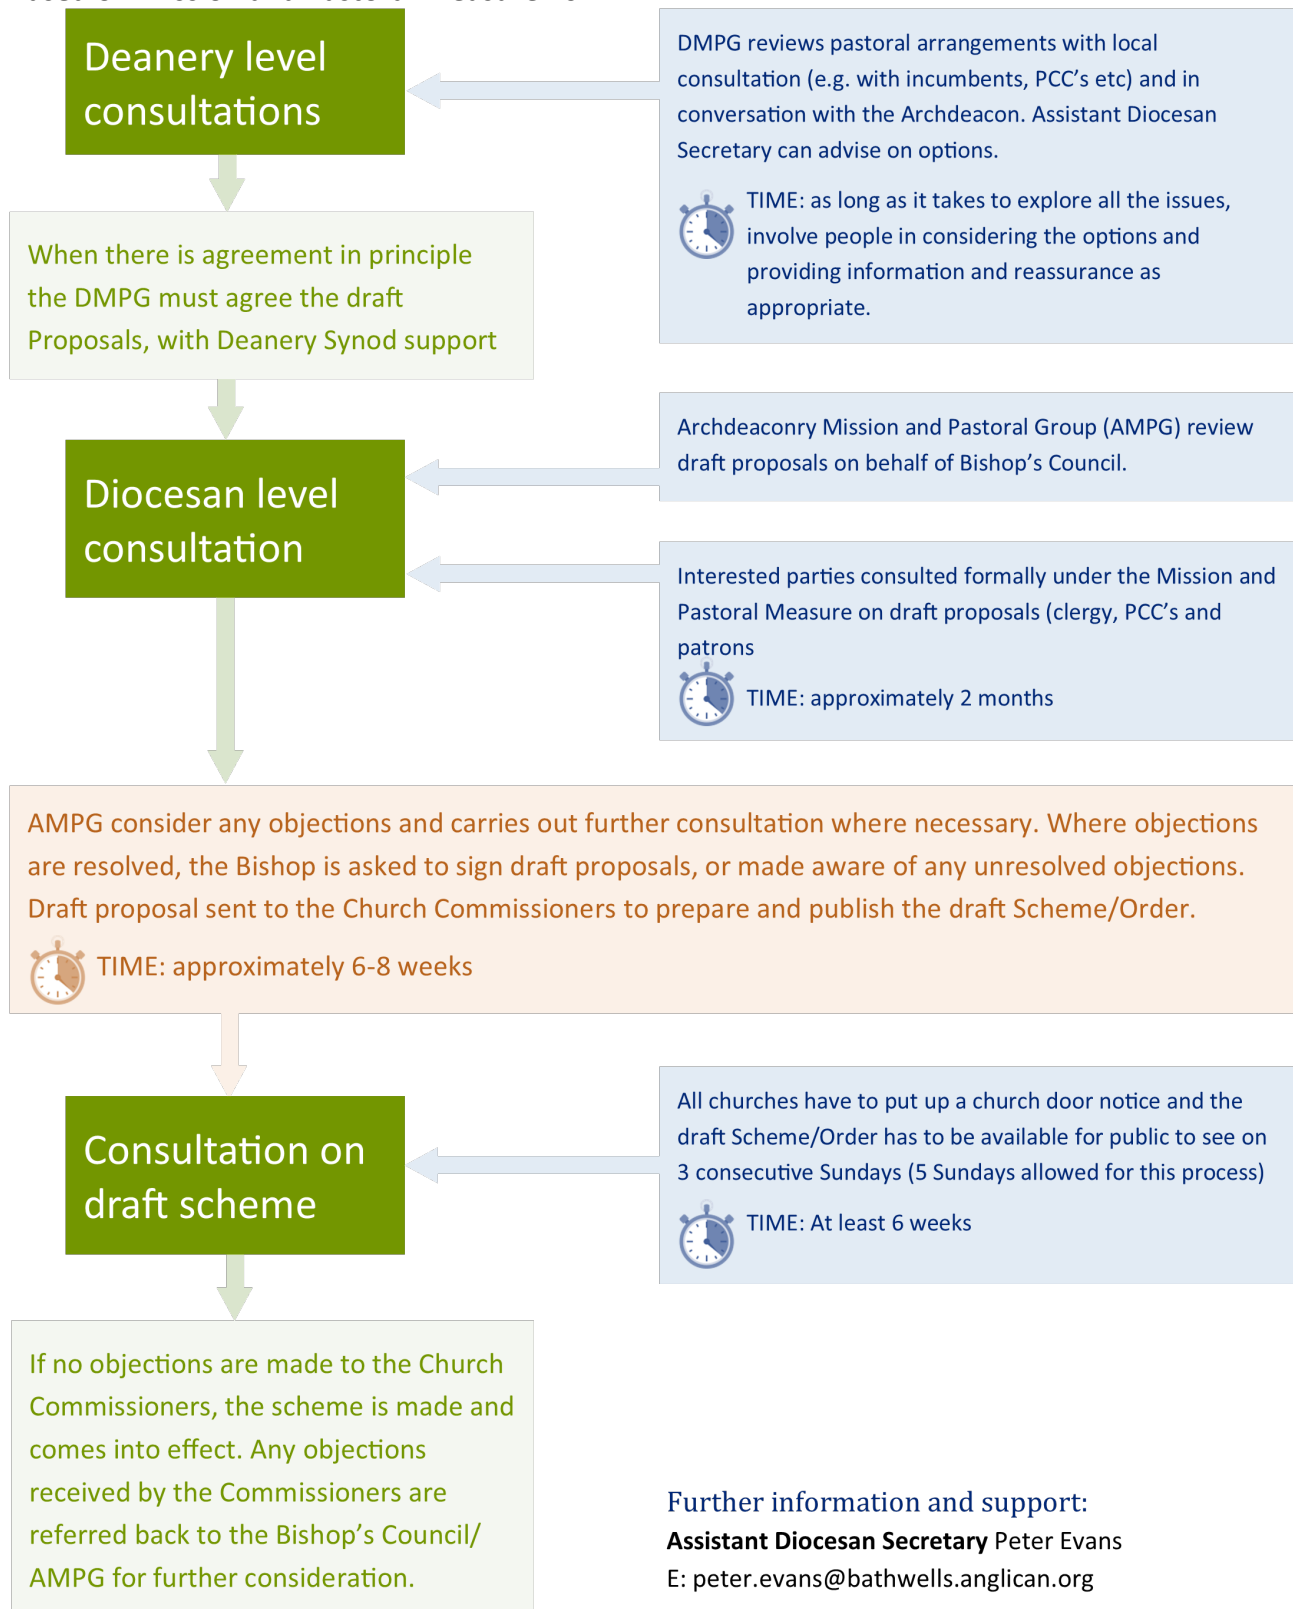 Deanery level
consultations
DMPG reviews pastoral arrangements with local
consultation (e.g. with incumbents, PCC's etc) and in
conversation with the Archdeacon. Assistant Diocesan
Secretary can advise on options.
TIME: as long as it takes to explore all the issues,
involve people in considering the options and
providing information and reassurance as
appropriate.
When there is agreement in principle
the DMPG must agree the draft
Proposals, with Deanery Synod support
Archdeaconry Mission and Pastoral Group (AMPG) review
draft proposals on behalf of Bishop's Council.
Diocesan level
consultation
Interested parties consulted formally under the Mission and
Pastoral Measure on draft proposals (clergy, PCC's and
patrons
TIME: approximately 2 months
AMPG consider any objections and carries out further consultation where necessary. Where objections
are resolved, the Bishop is asked to sign draft proposals, or made aware of any unresolved objections.
Draft proposal sent to the Church Commissioners to prepare and publish the draft Scheme/Order.
TIME: approximately 6-8 weeks
Consultation on
draft scheme
All churches have to put up a church door notice and the
draft Scheme/Order has to be available for public to see on
3 consecutive Sundays (5 Sundays allowed for this process)
TIME: At least 6 weeks
If no objections are made to the Church
Commissioners, the scheme is made and
comes into effect. Any objections
received by the Commissioners are
referred back to the Bishop's Council/
AMPG for further consideration.
Further information and support:
Assistant Diocesan Secretary Peter Evans
E: peter.evans@bathwells.anglican.org